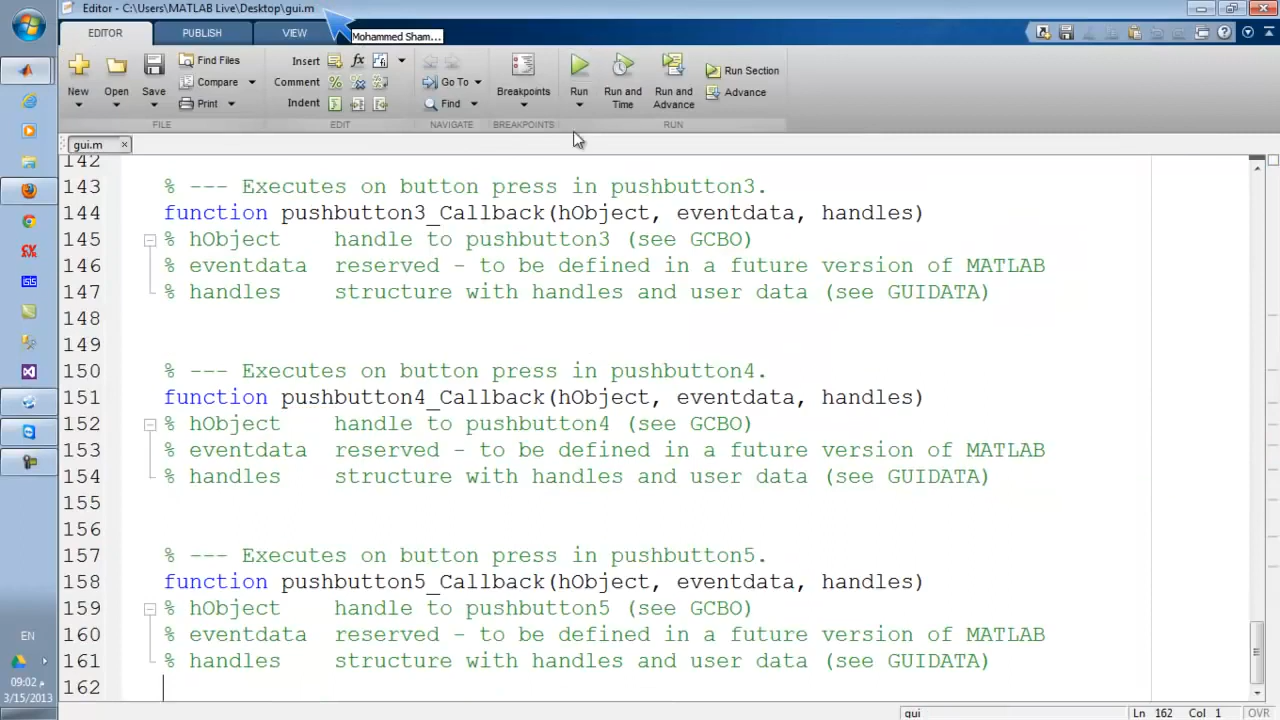 Editor - C:\Users\MATLAB Live\Desktop\gui.m
Mohammed Sham...
EDITOR PUBLISH VIEW
New Open Save Find Files Compare Print
FILE
Insert fx
Comment %
Indent
EDIT
Go To
Find
NAVIGATE
Breakpoints
BREAKPOINTS
Run Run and Time Run and Advance Run Section Advance
RUN
gui.m
142
143 % --- Executes on button press in pushbutton3.
144 function pushbutton3_Callback(hObject, eventdata, handles)
145 % hObject    handle to pushbutton3 (see GCBO)
146 % eventdata  reserved - to be defined in a future version of MATLAB
147 % handles    structure with handles and user data (see GUIDATA)
148
149
150 % --- Executes on button press in pushbutton4.
151 function pushbutton4_Callback(hObject, eventdata, handles)
152 % hObject    handle to pushbutton4 (see GCBO)
153 % eventdata  reserved - to be defined in a future version of MATLAB
154 % handles    structure with handles and user data (see GUIDATA)
155
156
157 % --- Executes on button press in pushbutton5.
158 function pushbutton5_Callback(hObject, eventdata, handles)
159 % hObject    handle to pushbutton5 (see GCBO)
160 % eventdata  reserved - to be defined in a future version of MATLAB
161 % handles    structure with handles and user data (see GUIDATA)
162
EN
09:02 م
3/15/2013
gui Ln 162 Col 1 OVR